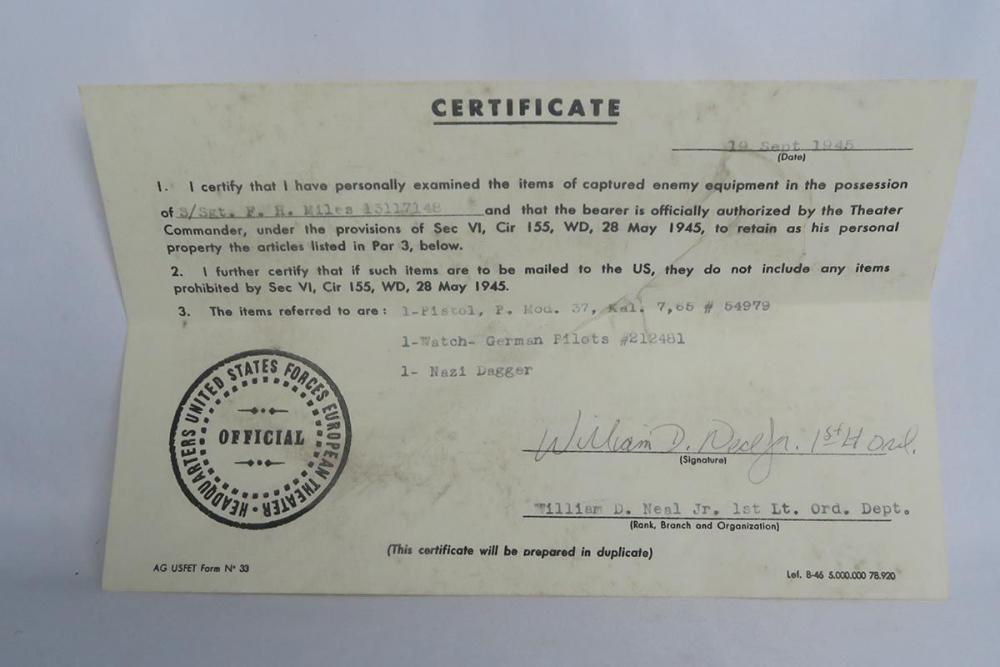 CERTIFICATE
19 Sept 1945
(Date)
1. I certify that I have personally examined the items of captured enemy equipment in the possession
of S/Sgt. F. H. Miles 13117148 and that the bearer is officially authorized by the Theater
Commander, under the provisions of Sec VI, Cir 155, WD, 28 May 1945, to retain as his personal
property the articles listed in Par 3, below.
2. I further certify that if such items are to be mailed to the US, they do not include any items
prohibited by Sec VI, Cir 155, WD, 28 May 1945.
3. The items referred to are: 1-Pistol, P. Mod. 37, Kal. 7,65 # 54979
1-Watch- German Pilots #212481
1- Nazi Dagger
HEADQUARTERS UNITED STATES FORCES EUROPEAN THEATER
OFFICIAL
William D. Neal Jr. 1st Lt Ord.
(Signature)
William D. Neal Jr. 1st Lt. Ord. Dept.
(Rank, Branch and Organization)
(This certificate will be prepared in duplicate)
AG USFET Form N° 33
Lef. 8-46 5.000.000 78.920